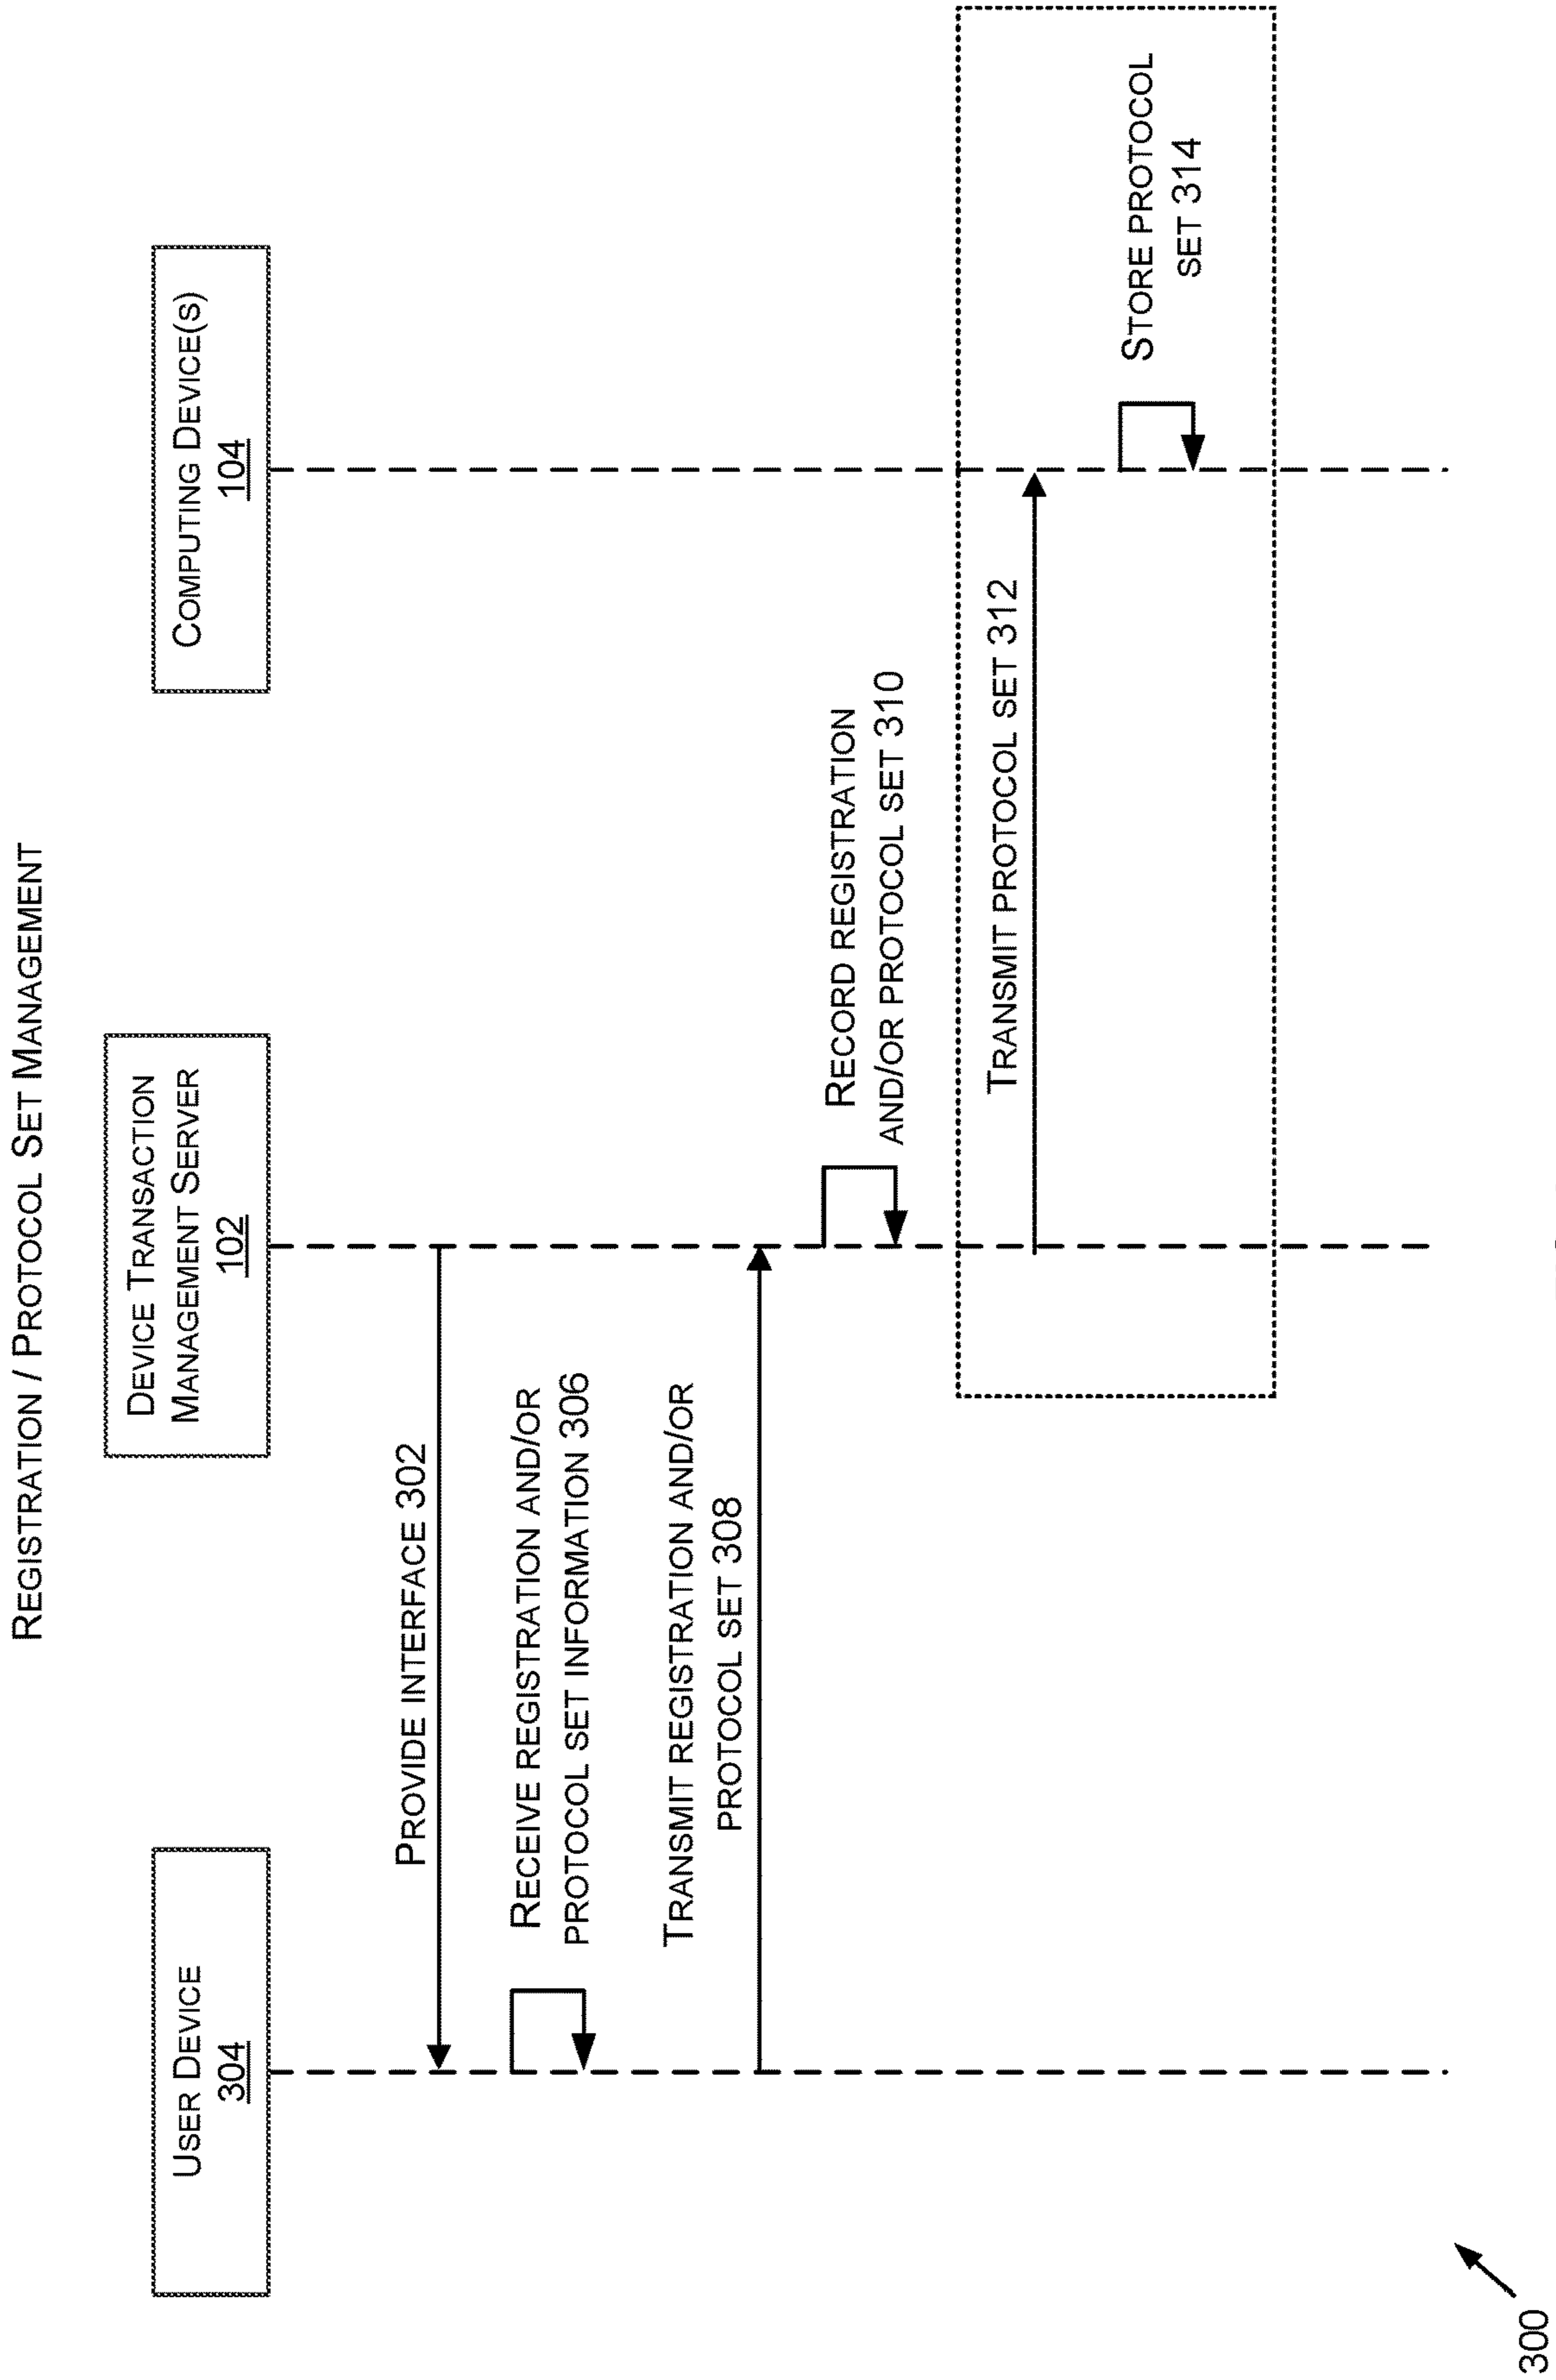 REGISTRATION / PROTOCOL SET MANAGEMENT
USER DEVICE
304
DEVICE TRANSACTION
MANAGEMENT SERVER
102
COMPUTING DEVICE(S)
104
PROVIDE INTERFACE 302
RECEIVE REGISTRATION AND/OR
PROTOCOL SET INFORMATION 306
TRANSMIT REGISTRATION AND/OR
PROTOCOL SET 308
RECORD REGISTRATION
AND/OR PROTOCOL SET 310
TRANSMIT PROTOCOL SET 312
STORE PROTOCOL
SET 314
300